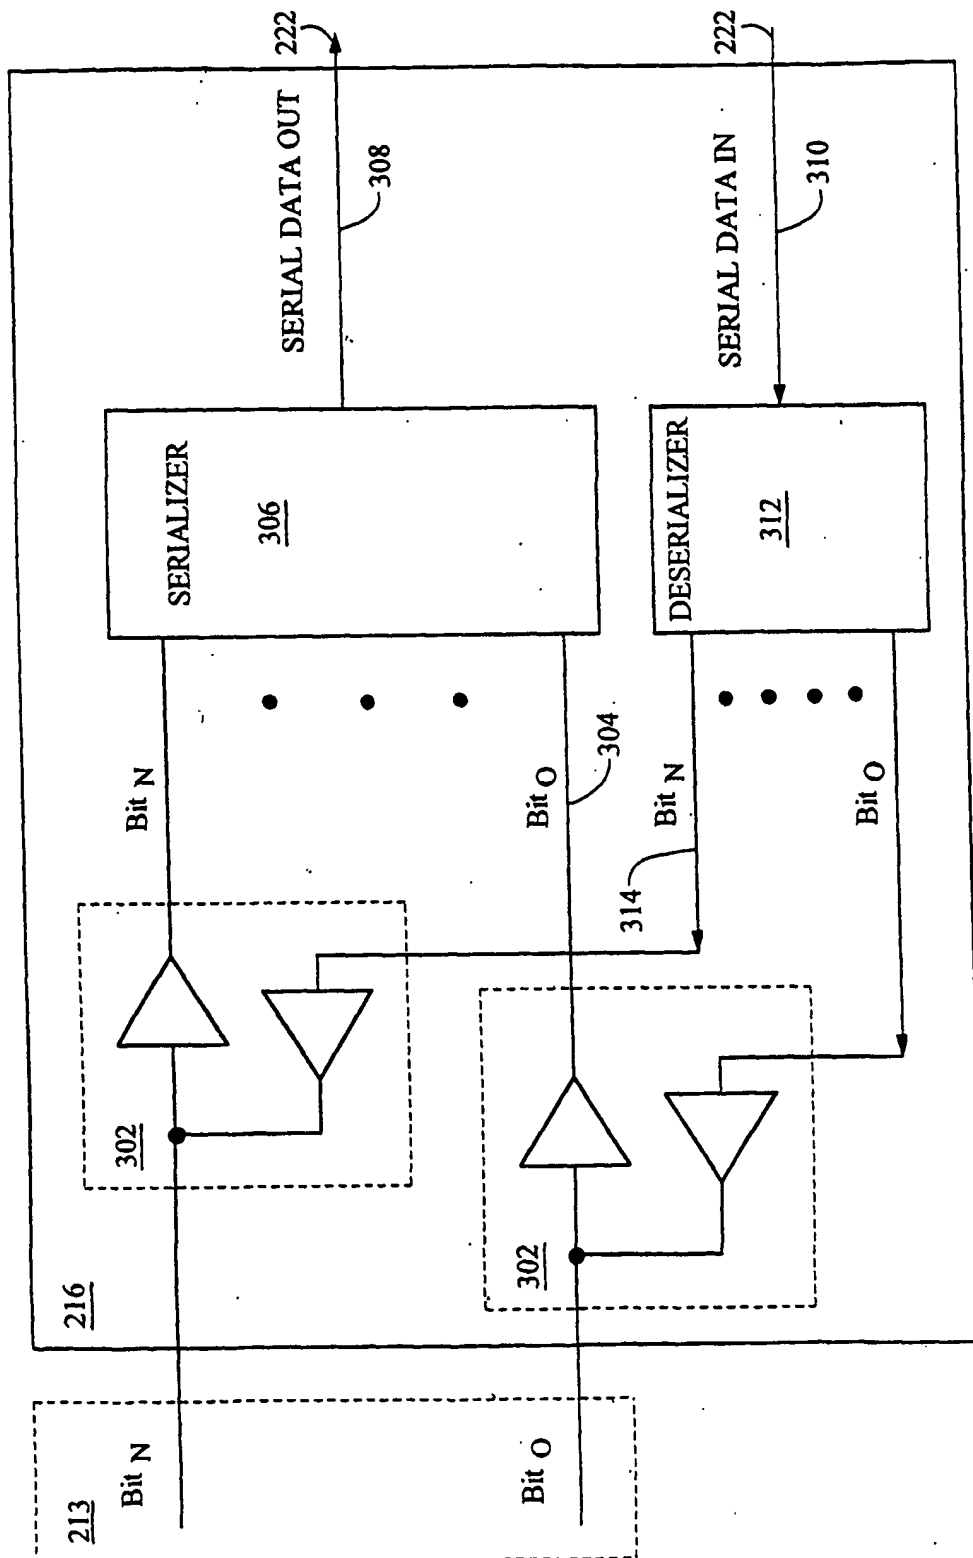 213
Bit N
Bit O
216
302
302
Bit N
Bit O
304
314
Bit N
Bit O
SERIALIZER
306
DESERIALIZER
312
SERIAL DATA OUT
308
SERIAL DATA IN
310
222
222